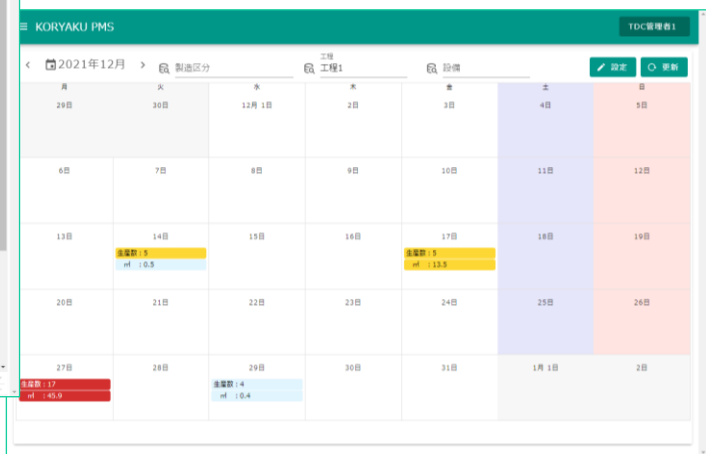 ≡ KORYAKU PMS TDC管理者1
< 2021年12月 > 製造区分 工程 工程1 設備 設定 更新
月 火 水 木 金 土 日
29日 30日 12月 1日 2日 3日 4日 5日
6日 7日 8日 9日 10日 11日 12日
13日 14日 15日 16日 17日 18日 19日
生産数：5 生産数：5
㎡ ：0.5 ㎡ ：13.5
20日 21日 22日 23日 24日 25日 26日
27日 28日 29日 30日 31日 1月 1日 2日
生産数：17 生産数：4
㎡ ：45.9 ㎡ ：0.4